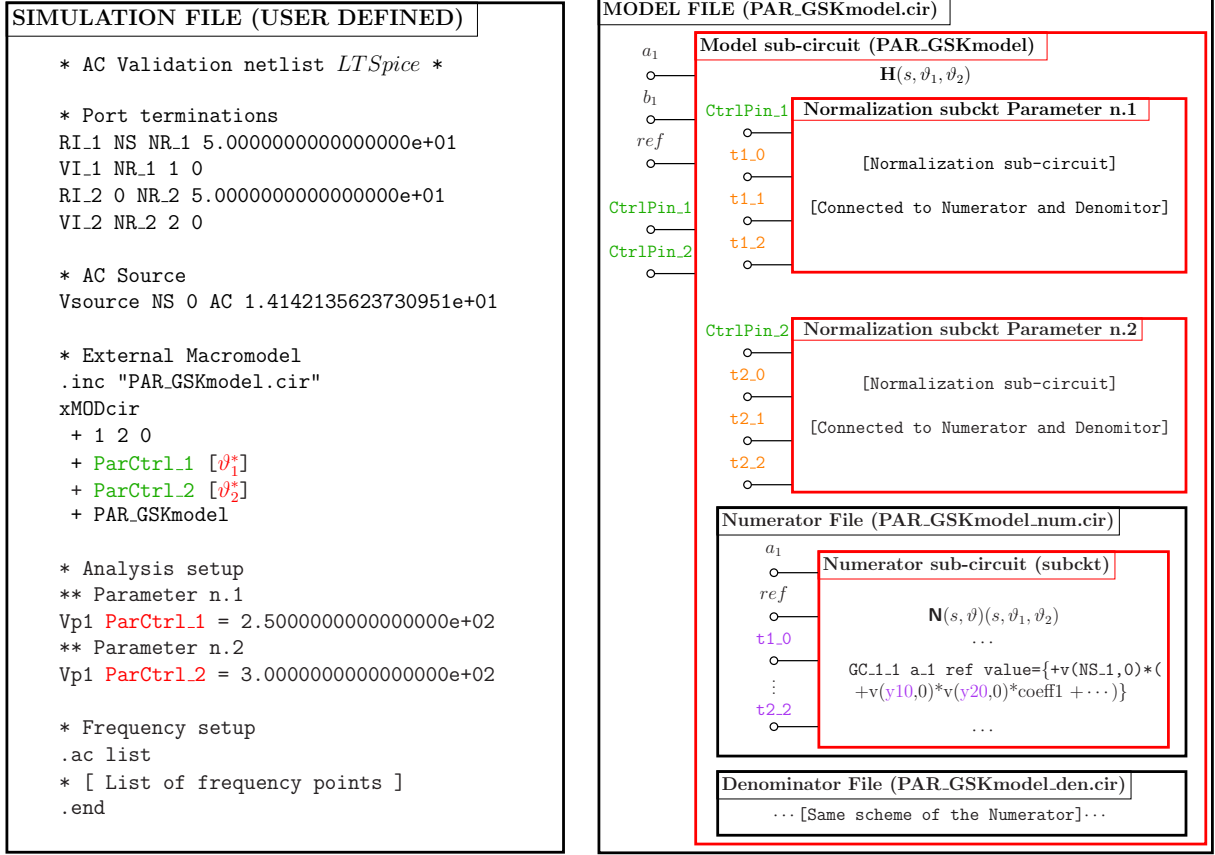 SIMULATION FILE (USER DEFINED)
* AC Validation netlist LTSpice *
* Port terminations
RI_1 NS NR_1 5.0000000000000000e+01
VI_1 NR_1 1 0
RI_2 0 NR_2 5.0000000000000000e+01
VI_2 NR_2 2 0
* AC Source
Vsource NS 0 AC 1.4142135623730951e+01
* External Macromodel
.inc "PAR_GSKmodel.cir"
xMODcir
+ 1 2 0
+ ParCtrl_1 [ϑ₁*]
+ ParCtrl_2 [ϑ₂*]
+ PAR_GSKmodel
* Analysis setup
** Parameter n.1
Vp1 ParCtrl_1 = 2.5000000000000000e+02
** Parameter n.2
Vp1 ParCtrl_2 = 3.0000000000000000e+02
* Frequency setup
.ac list
* [ List of frequency points ]
.end
MODEL FILE (PAR_GSKmodel.cir)
a₁
b₁
ref
CtrlPin_1
CtrlPin_2
Model sub-circuit (PAR_GSKmodel)
H(s, ϑ₁, ϑ₂)
CtrlPin_1
t1_0
t1_1
t1_2
Normalization subckt Parameter n.1
[Normalization sub-circuit]
[Connected to Numerator and Denomitor]
CtrlPin_2
t2_0
t2_1
t2_2
Normalization subckt Parameter n.2
[Normalization sub-circuit]
[Connected to Numerator and Denomitor]
Numerator File (PAR_GSKmodel_num.cir)
a₁
ref
t1_0
⋮
t2_2
Numerator sub-circuit (subckt)
N(s, ϑ)(s, ϑ₁, ϑ₂)
...
GC_1_1 a_1 ref value={+v(NS_1,0)*(
+v(y10,0)*v(y20,0)*coeff1 + ···)}
...
Denominator File (PAR_GSKmodel_den.cir)
···[Same scheme of the Numerator]···